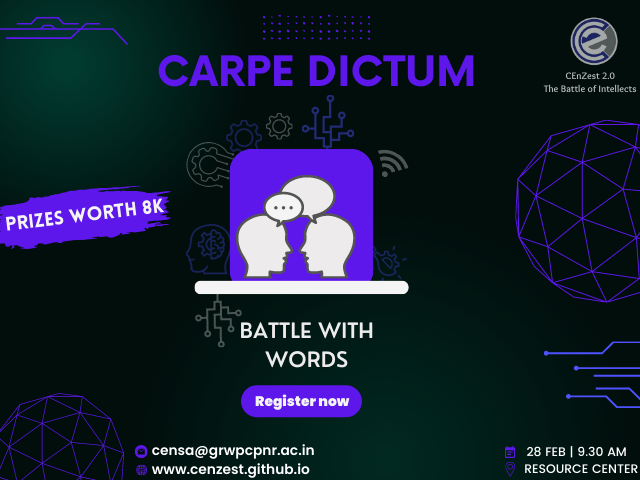 CARPE DICTUM
CEnZest 2.0
The Battle of Intellects
PRIZES WORTH 8K
BATTLE WITH
WORDS
Register now
censa@grwpcpnr.ac.in
www.cenzest.github.io
28 FEB | 9.30 AM
RESOURCE CENTER